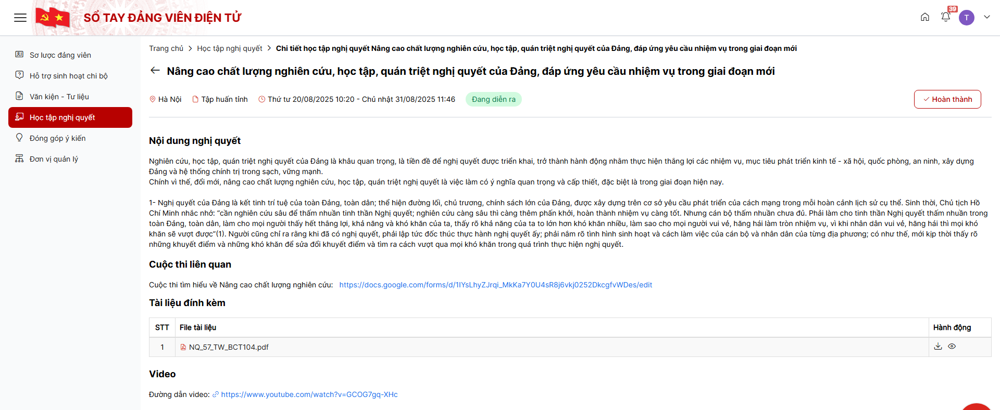 SỔ TAY ĐẢNG VIÊN ĐIỆN TỬ
39
T
Sơ lược đảng viên
Hỗ trợ sinh hoạt chi bộ
Văn kiện - Tư liệu
Học tập nghị quyết
Đóng góp ý kiến
Đơn vị quản lý
Trang chủ > Học tập nghị quyết > Chi tiết học tập nghị quyết Nâng cao chất lượng nghiên cứu, học tập, quán triệt nghị quyết của Đảng, đáp ứng yêu cầu nhiệm vụ trong giai đoạn mới
Nâng cao chất lượng nghiên cứu, học tập, quán triệt nghị quyết của Đảng, đáp ứng yêu cầu nhiệm vụ trong giai đoạn mới
Hà Nội Tập huấn tỉnh Thứ tư 20/08/2025 10:20 - Chủ nhật 31/08/2025 11:46 Đang diễn ra Hoàn thành
Nội dung nghị quyết
Nghiên cứu, học tập, quán triệt nghị quyết của Đảng là khâu quan trọng, là tiền đề để nghị quyết được triển khai, trở thành hành động nhằm thực hiện thắng lợi các nhiệm vụ, mục tiêu phát triển kinh tế - xã hội, quốc phòng, an ninh, xây dựng
Đảng và hệ thống chính trị trong sạch, vững mạnh.
Chính vì thế, đổi mới, nâng cao chất lượng nghiên cứu, học tập, quán triệt nghị quyết là việc làm có ý nghĩa quan trọng và cấp thiết, đặc biệt là trong giai đoạn hiện nay.
1- Nghị quyết của Đảng là kết tinh trí tuệ của toàn Đảng, toàn dân; thể hiện đường lối, chủ trương, chính sách lớn của Đảng, được xây dựng trên cơ sở yêu cầu phát triển của cách mạng trong mỗi hoàn cảnh lịch sử cụ thể. Sinh thời, Chủ tịch Hồ
Chí Minh nhắc nhở: “cần nghiên cứu sâu để thấm nhuần tinh thần Nghị quyết; nghiên cứu càng sâu thì càng thêm phấn khởi, hoàn thành nhiệm vụ càng tốt. Nhưng cán bộ thấm nhuần chưa đủ. Phải làm cho tinh thần Nghị quyết thấm nhuần trong
toàn Đảng, toàn dân, làm cho mọi người thấy hết thắng lợi, khả năng và khó khăn của ta, thấy rõ khả năng của ta to lớn hơn khó khăn nhiều, làm sao cho mọi người vui vẻ, hăng hái làm tròn nhiệm vụ, vì khi nhân dân vui vẻ, hăng hái thì mọi khó
khăn sẽ vượt được”(1). Người cũng chỉ ra rằng khi đã có nghị quyết, phải lập tức đốc thúc thực hành nghị quyết ấy; phải nắm rõ tình hình sinh hoạt và cách làm việc của cán bộ và nhân dân của từng địa phương; có như thế, mới kịp thời thấy rõ
những khuyết điểm và những khó khăn để sửa đổi khuyết điểm và tìm ra cách vượt qua mọi khó khăn trong quá trình thực hiện nghị quyết.
Cuộc thi liên quan
Cuộc thi tìm hiểu về Nâng cao chất lượng nghiên cứu: https://docs.google.com/forms/d/1IYsLhyZJrqi_MkKa7Y0U4sR8j6vkj0252DkcgfvWDes/edit
Tài liệu đính kèm
STT File tài liệu Hành động
1 NQ_57_TW_BCT104.pdf
Video
Đường dẫn video: https://www.youtube.com/watch?v=GCOG7gq-XHc